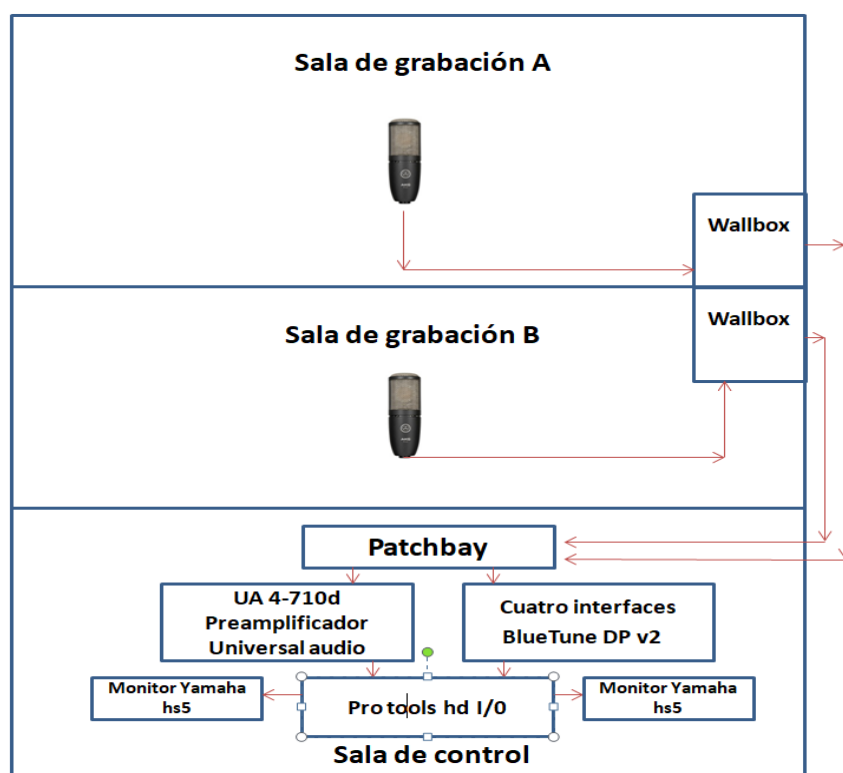 Sala de grabación A
Wallbox
Wallbox
Sala de grabación B
Patchbay
UA 4-710d
Preamplificador
Universal audio
Cuatro interfaces
BlueTune DP v2
Monitor Yamaha
hs5
Pro tools hd I/0
Monitor Yamaha
hs5
Sala de control